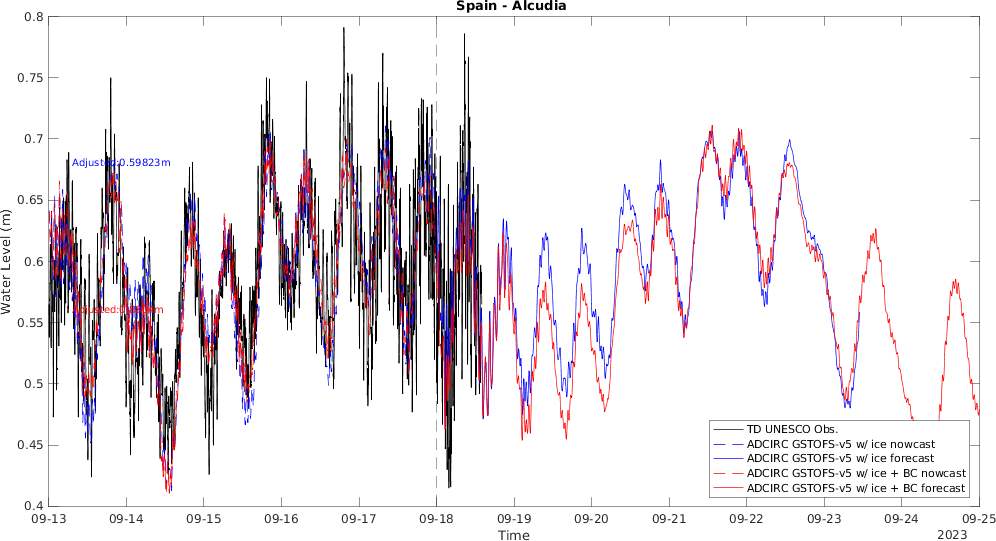 Spain - Alcudia
Water Level (m)
0.8
0.75
0.7
0.65
0.6
0.55
0.5
0.45
0.4
Adjusted:0.59823m
Adjusted:
TD UNESCO Obs.
ADCIRC GSTOFS-v5 w/ ice nowcast
ADCIRC GSTOFS-v5 w/ ice forecast
ADCIRC GSTOFS-v5 w/ ice + BC nowcast
ADCIRC GSTOFS-v5 w/ ice + BC forecast
09-13 09-14 09-15 09-16 09-17 09-18 09-19 09-20 09-21 09-22 09-23 09-24 09-25
Time
2023